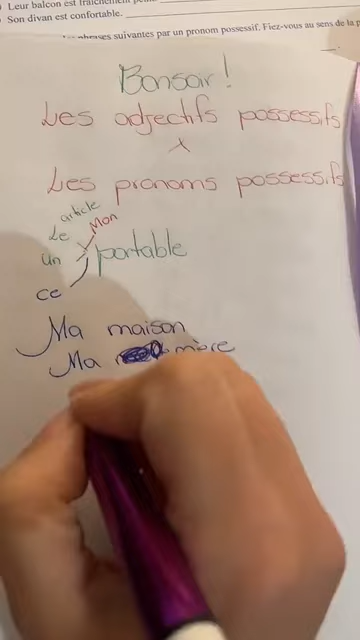 Leur balcon est fraîchement
Son divan est confortable.
phrases suivantes par un pronom possessif. Fiez-vous au sens de la
Bonsoir!
Les adjectifs possessifs
x
Les pronoms possessifs
article
Le Mon
un portable
ce
Ma maison
Ma mère